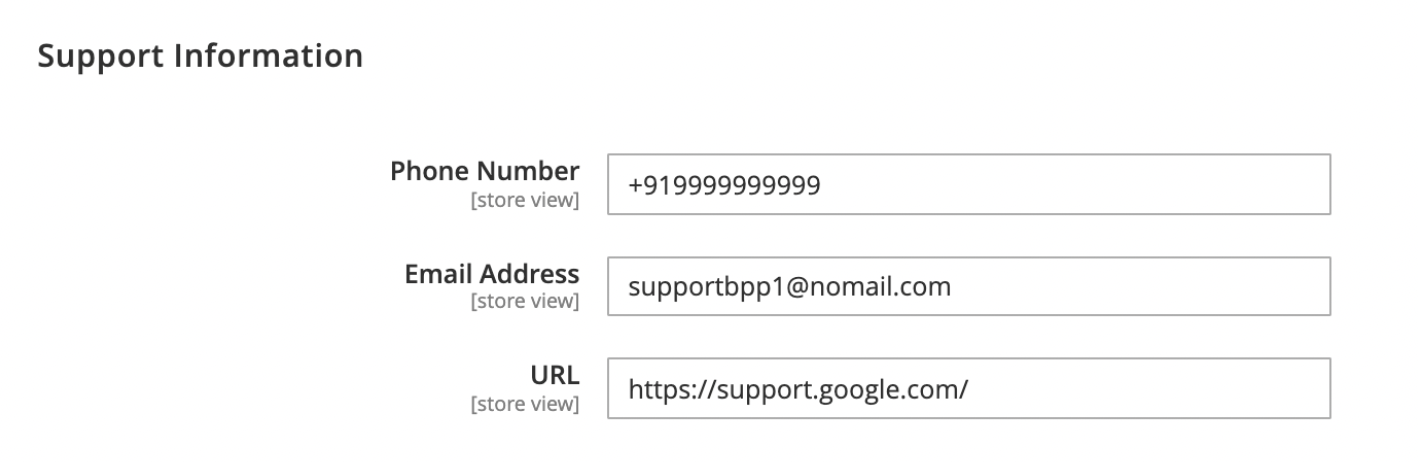 Support Information
Phone Number
[store view]
+919999999999
Email Address
[store view]
supportbpp1@nomail.com
URL
[store view]
https://support.google.com/